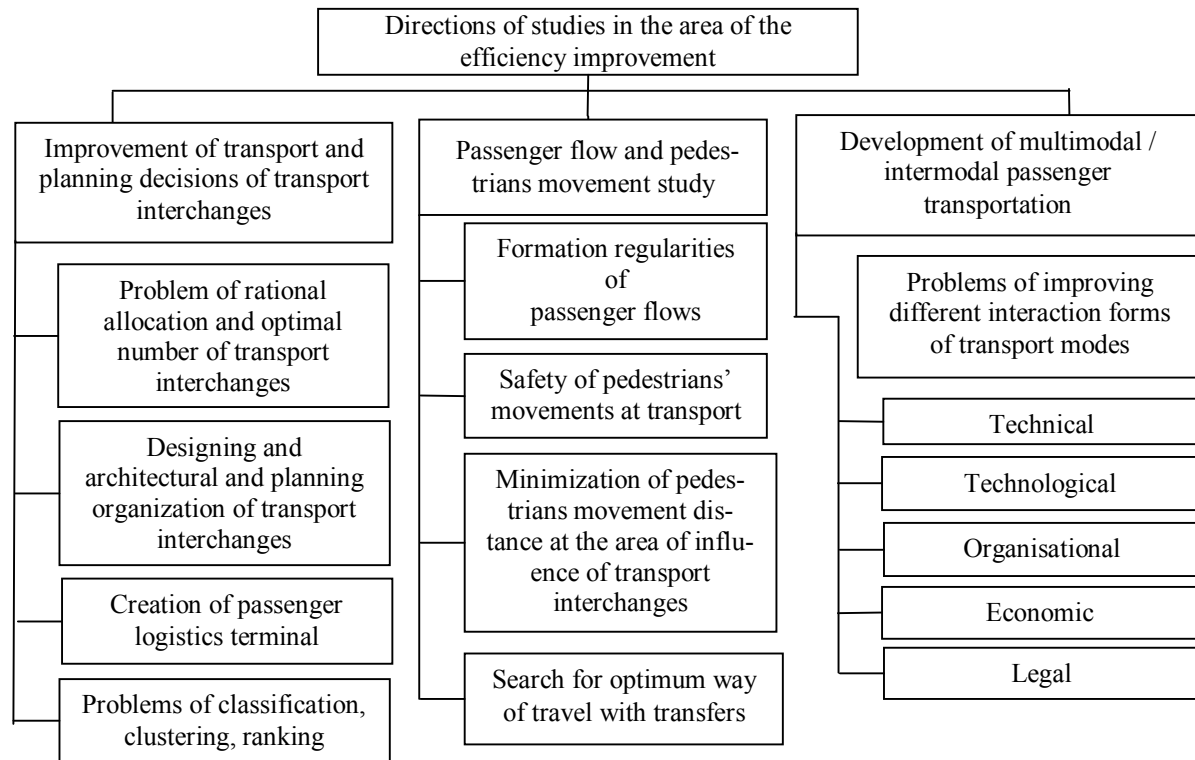 Directions of studies in the area of the
efficiency improvement
Improvement of transport and
planning decisions of transport
interchanges
Problem of rational
allocation and optimal
number of transport
interchanges
Designing and
architectural and planning
organization of transport
interchanges
Creation of passenger
logistics terminal
Problems of classification,
clustering, ranking
Passenger flow and pedes-
trians movement study
Formation regularities
of
passenger flows
Safety of pedestrians’
movements at transport
Minimization of pedes-
trians movement dis-
tance at the area of influ-
ence of transport
interchanges
Search for optimum way
of travel with transfers
Development of multimodal /
intermodal passenger
transportation
Problems of improving
different interaction forms
of transport modes
Technical
Technological
Organisational
Economic
Legal